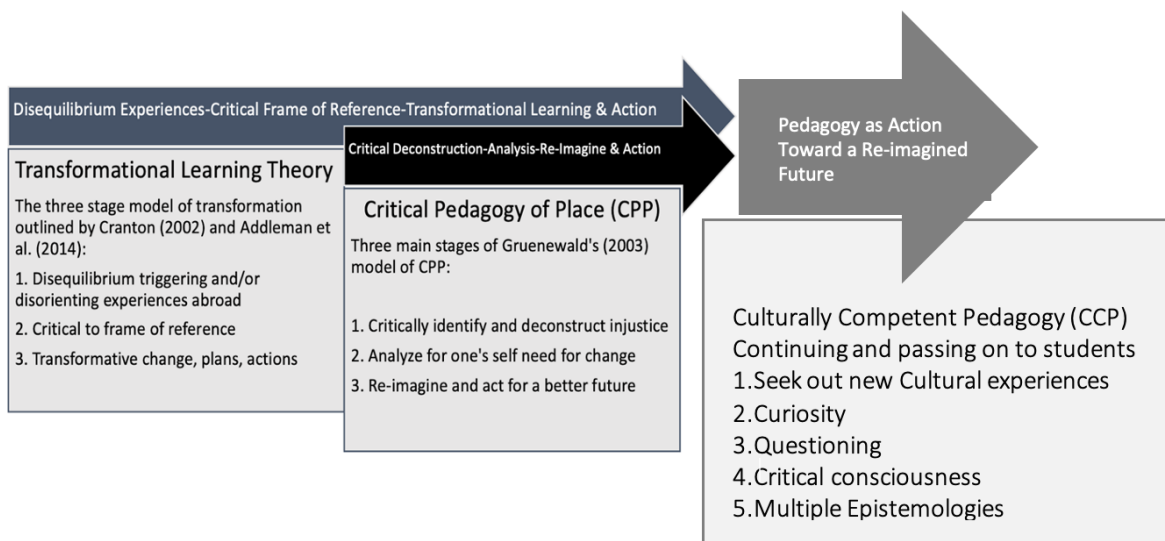 Disequilibrium Experiences-Critical Frame of Reference-Transformational Learning & Action
Transformational Learning Theory
The three stage model of transformation
outlined by Cranton (2002) and Addleman et
al. (2014):
1. Disequilibrium triggering and/or
disorienting experiences abroad
2. Critical to frame of reference
3. Transformative change, plans, actions
Critical Deconstruction-Analysis-Re-Imagine & Action
Critical Pedagogy of Place (CPP)
Three main stages of Gruenewald's (2003)
model of CPP:
1. Critically identify and deconstruct injustice
2. Analyze for one's self need for change
3. Re-imagine and act for a better future
Pedagogy as Action
Toward a Re-imagined
Future
Culturally Competent Pedagogy (CCP)
Continuing and passing on to students
1.Seek out new Cultural experiences
2.Curiosity
3.Questioning
4.Critical consciousness
5.Multiple Epistemologies